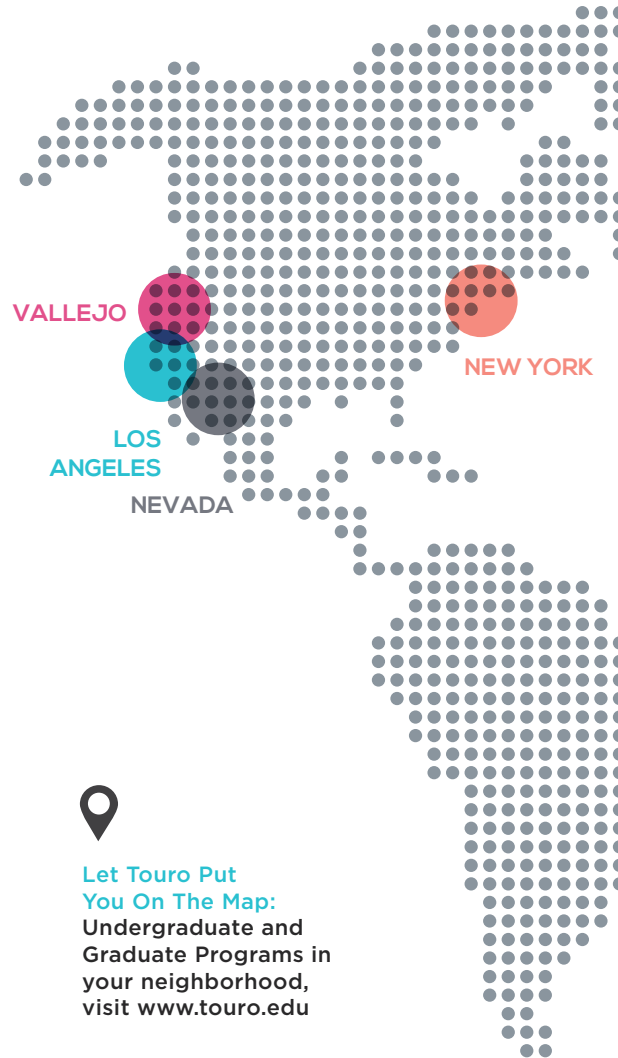 VALLEJO
NEW YORK
LOS
ANGELES
NEVADA
Let Touro Put
You On The Map:
Undergraduate and
Graduate Programs in
your neighborhood,
visit www.touro.edu